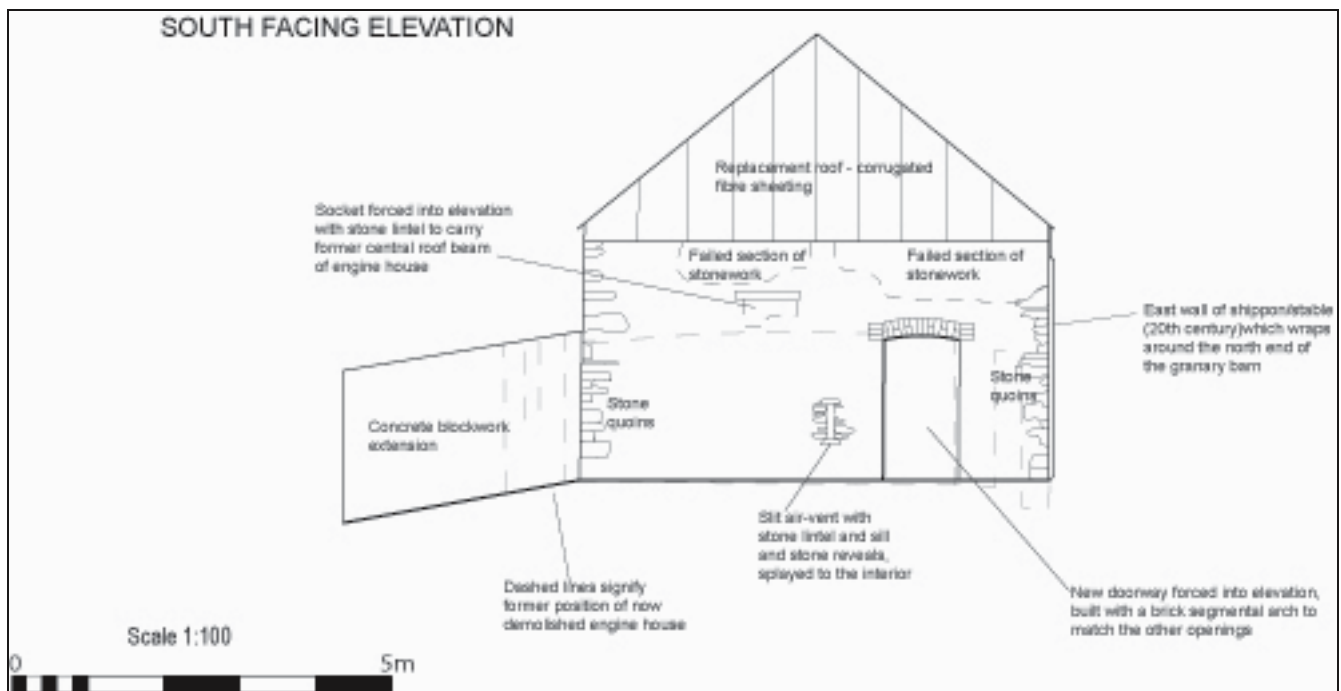 SOUTH FACING ELEVATION
Replacement roof - corrugated
fibre sheeting
Socket forced into elevation
with stone lintel to carry
former central roof beam
of engine house
Failed section of
stonework
Failed section of
stonework
East wall of shippon/stable
(20th century)which wraps
around the north end of
the granary barn
Stone
quoins
Stone
quoins
Concrete blockwork
extension
Slit air-vent with
stone lintel and sill
and stone reveals,
splayed to the interior
Dashed lines signify
former position of now
demolished engine house
New doorway forced into elevation,
built with a brick segmental arch to
match the other openings
Scale 1:100
0 5m